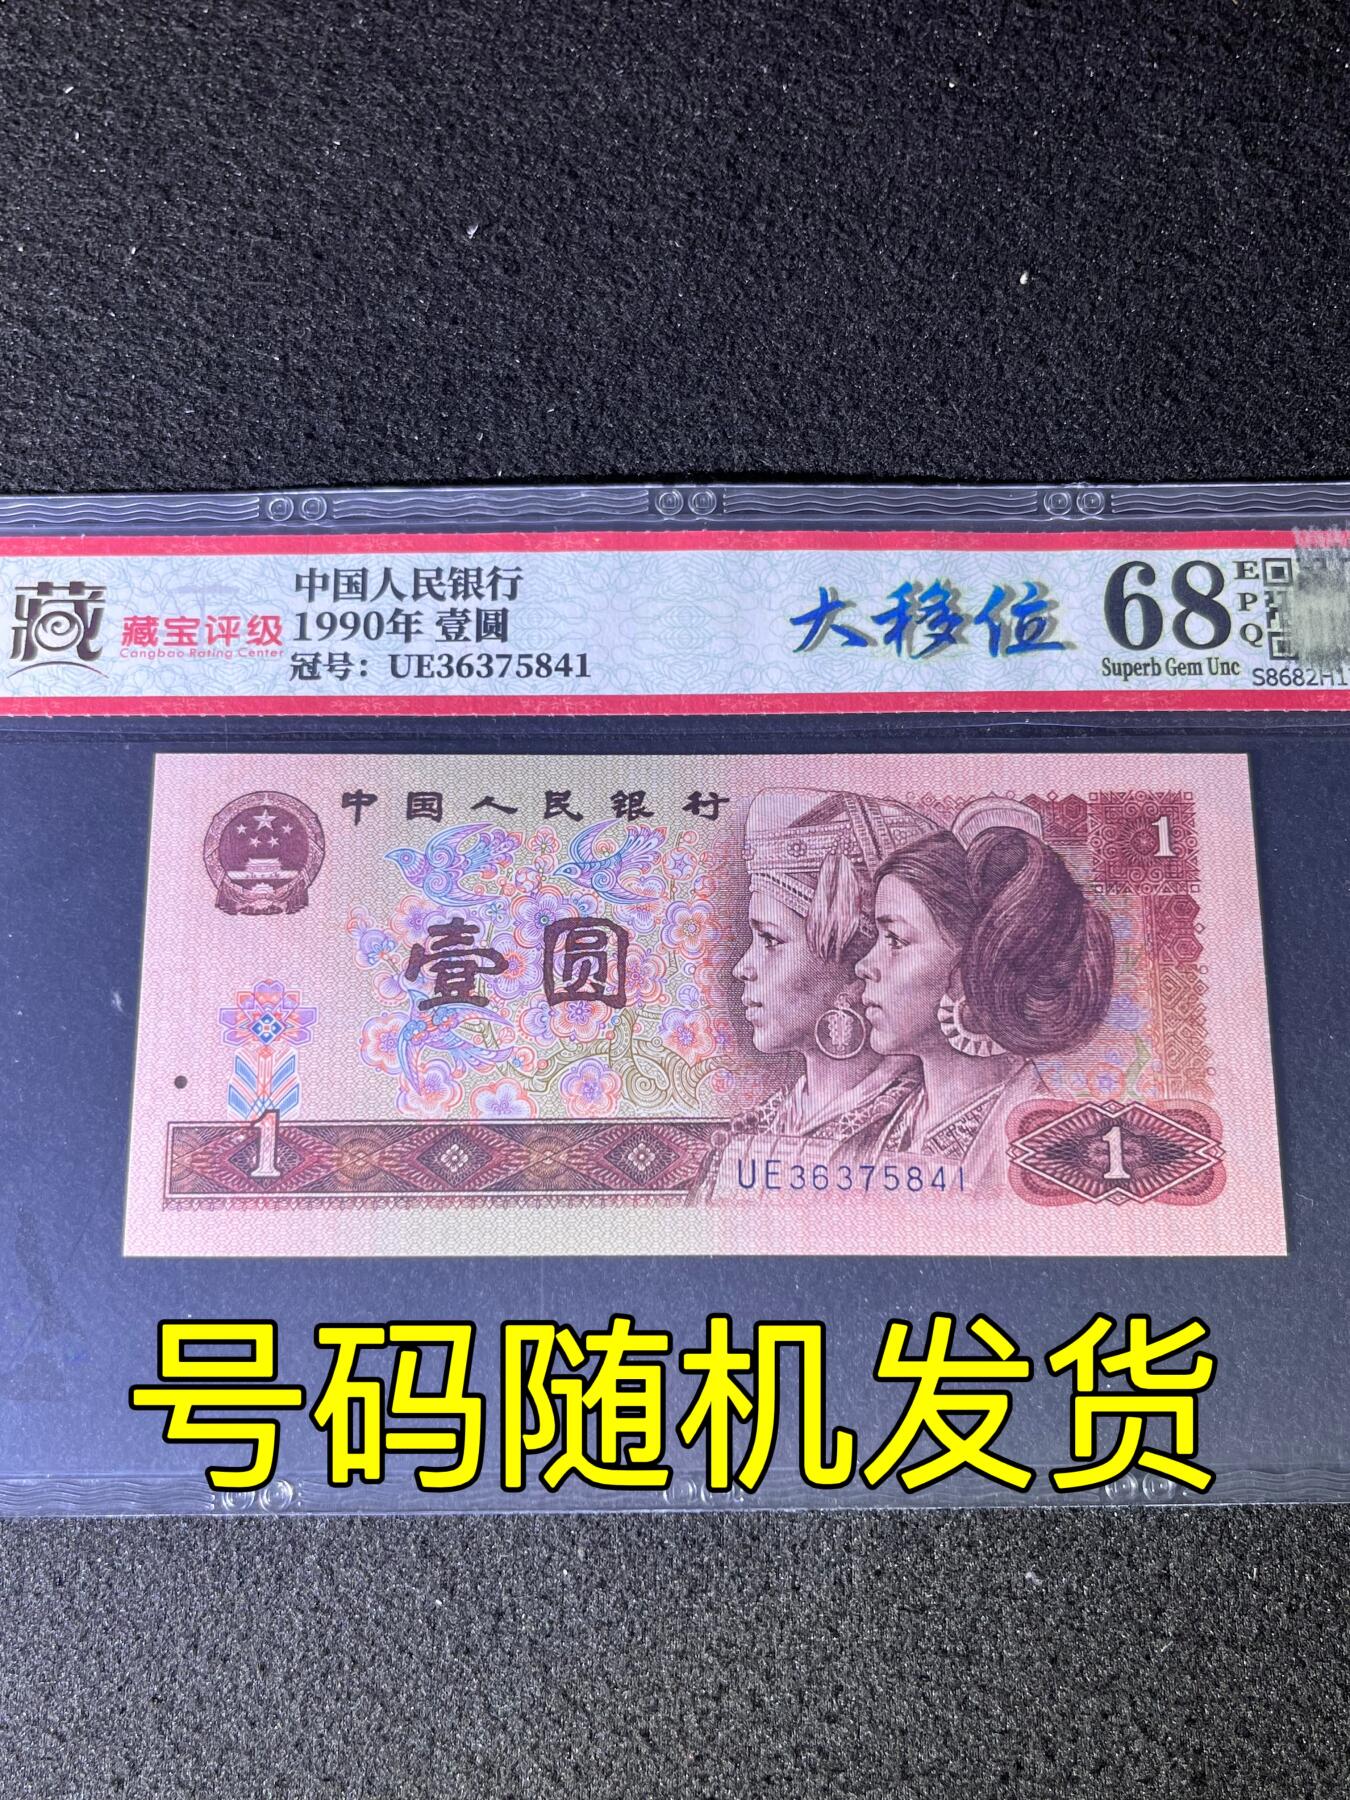 藏
藏宝评级
Cangbao Rating Center
中国人民银行
1990年 壹圆
冠号：UE36375841
大移位
68
EPQ
Superb Gem Unc
S8682H1
中国人民银行
1
壹圆
1
UE36375841
1
号码随机发货